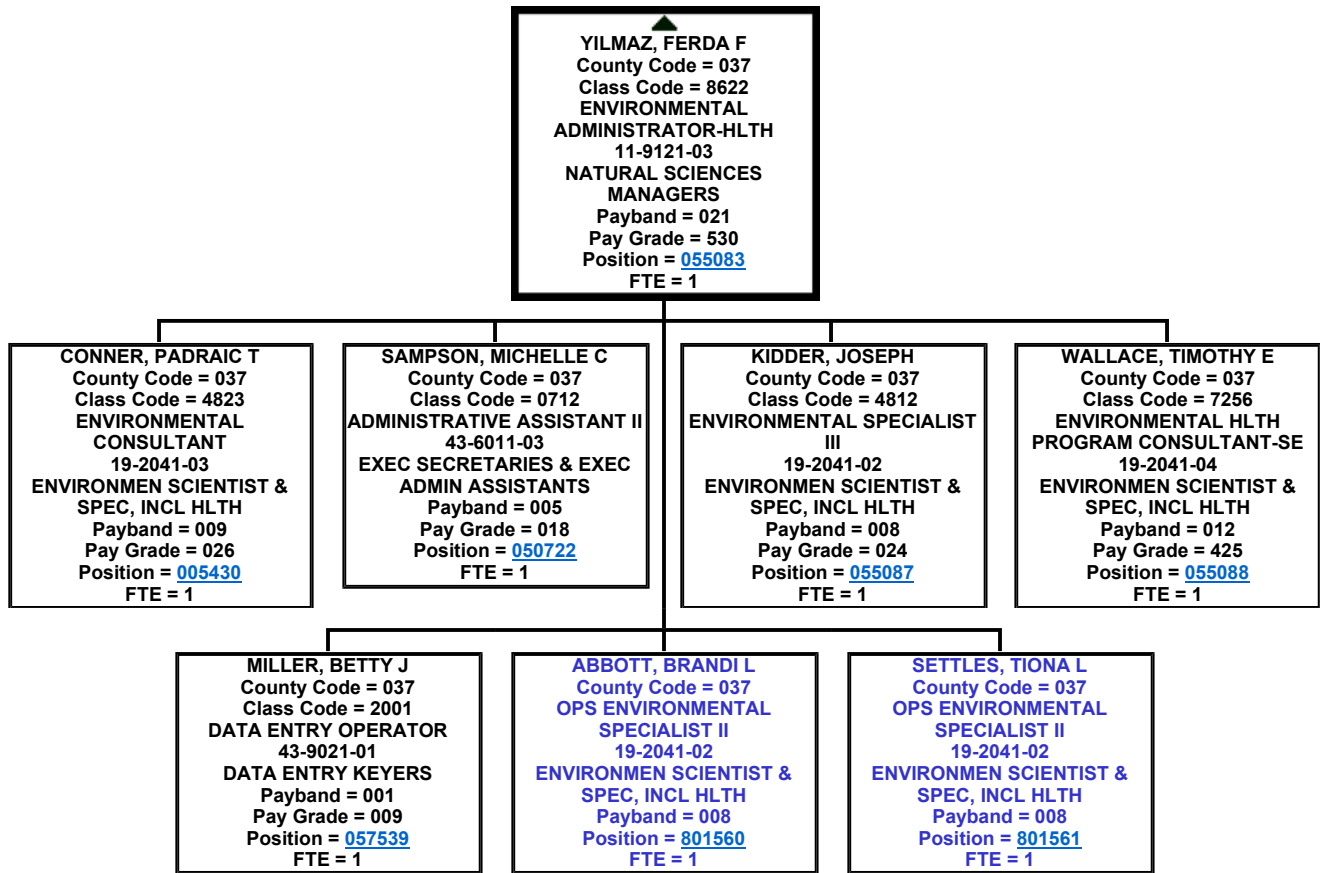 YILMAZ, FERDA F
County Code = 037
Class Code = 8622
ENVIRONMENTAL
ADMINISTRATOR-HLTH
11-9121-03
NATURAL SCIENCES
MANAGERS
Payband = 021
Pay Grade = 530
Position = 055083
FTE = 1
CONNER, PADRAIC T
County Code = 037
Class Code = 4823
ENVIRONMENTAL
CONSULTANT
19-2041-03
ENVIRONMEN SCIENTIST &
SPEC, INCL HLTH
Payband = 009
Pay Grade = 026
Position = 005430
FTE = 1
SAMPSON, MICHELLE C
County Code = 037
Class Code = 0712
ADMINISTRATIVE ASSISTANT II
43-6011-03
EXEC SECRETARIES & EXEC
ADMIN ASSISTANTS
Payband = 005
Pay Grade = 018
Position = 050722
FTE = 1
KIDDER, JOSEPH
County Code = 037
Class Code = 4812
ENVIRONMENTAL SPECIALIST
III
19-2041-02
ENVIRONMEN SCIENTIST &
SPEC, INCL HLTH
Payband = 008
Pay Grade = 024
Position = 055087
FTE = 1
WALLACE, TIMOTHY E
County Code = 037
Class Code = 7256
ENVIRONMENTAL HLTH
PROGRAM CONSULTANT-SE
19-2041-04
ENVIRONMEN SCIENTIST &
SPEC, INCL HLTH
Payband = 012
Pay Grade = 425
Position = 055088
FTE = 1
MILLER, BETTY J
County Code = 037
Class Code = 2001
DATA ENTRY OPERATOR
43-9021-01
DATA ENTRY KEYERS
Payband = 001
Pay Grade = 009
Position = 057539
FTE = 1
ABBOTT, BRANDI L
County Code = 037
OPS ENVIRONMENTAL
SPECIALIST II
19-2041-02
ENVIRONMEN SCIENTIST &
SPEC, INCL HLTH
Payband = 008
Position = 801560
FTE = 1
SETTLES, TIONA L
County Code = 037
OPS ENVIRONMENTAL
SPECIALIST II
19-2041-02
ENVIRONMEN SCIENTIST &
SPEC, INCL HLTH
Payband = 008
Position = 801561
FTE = 1